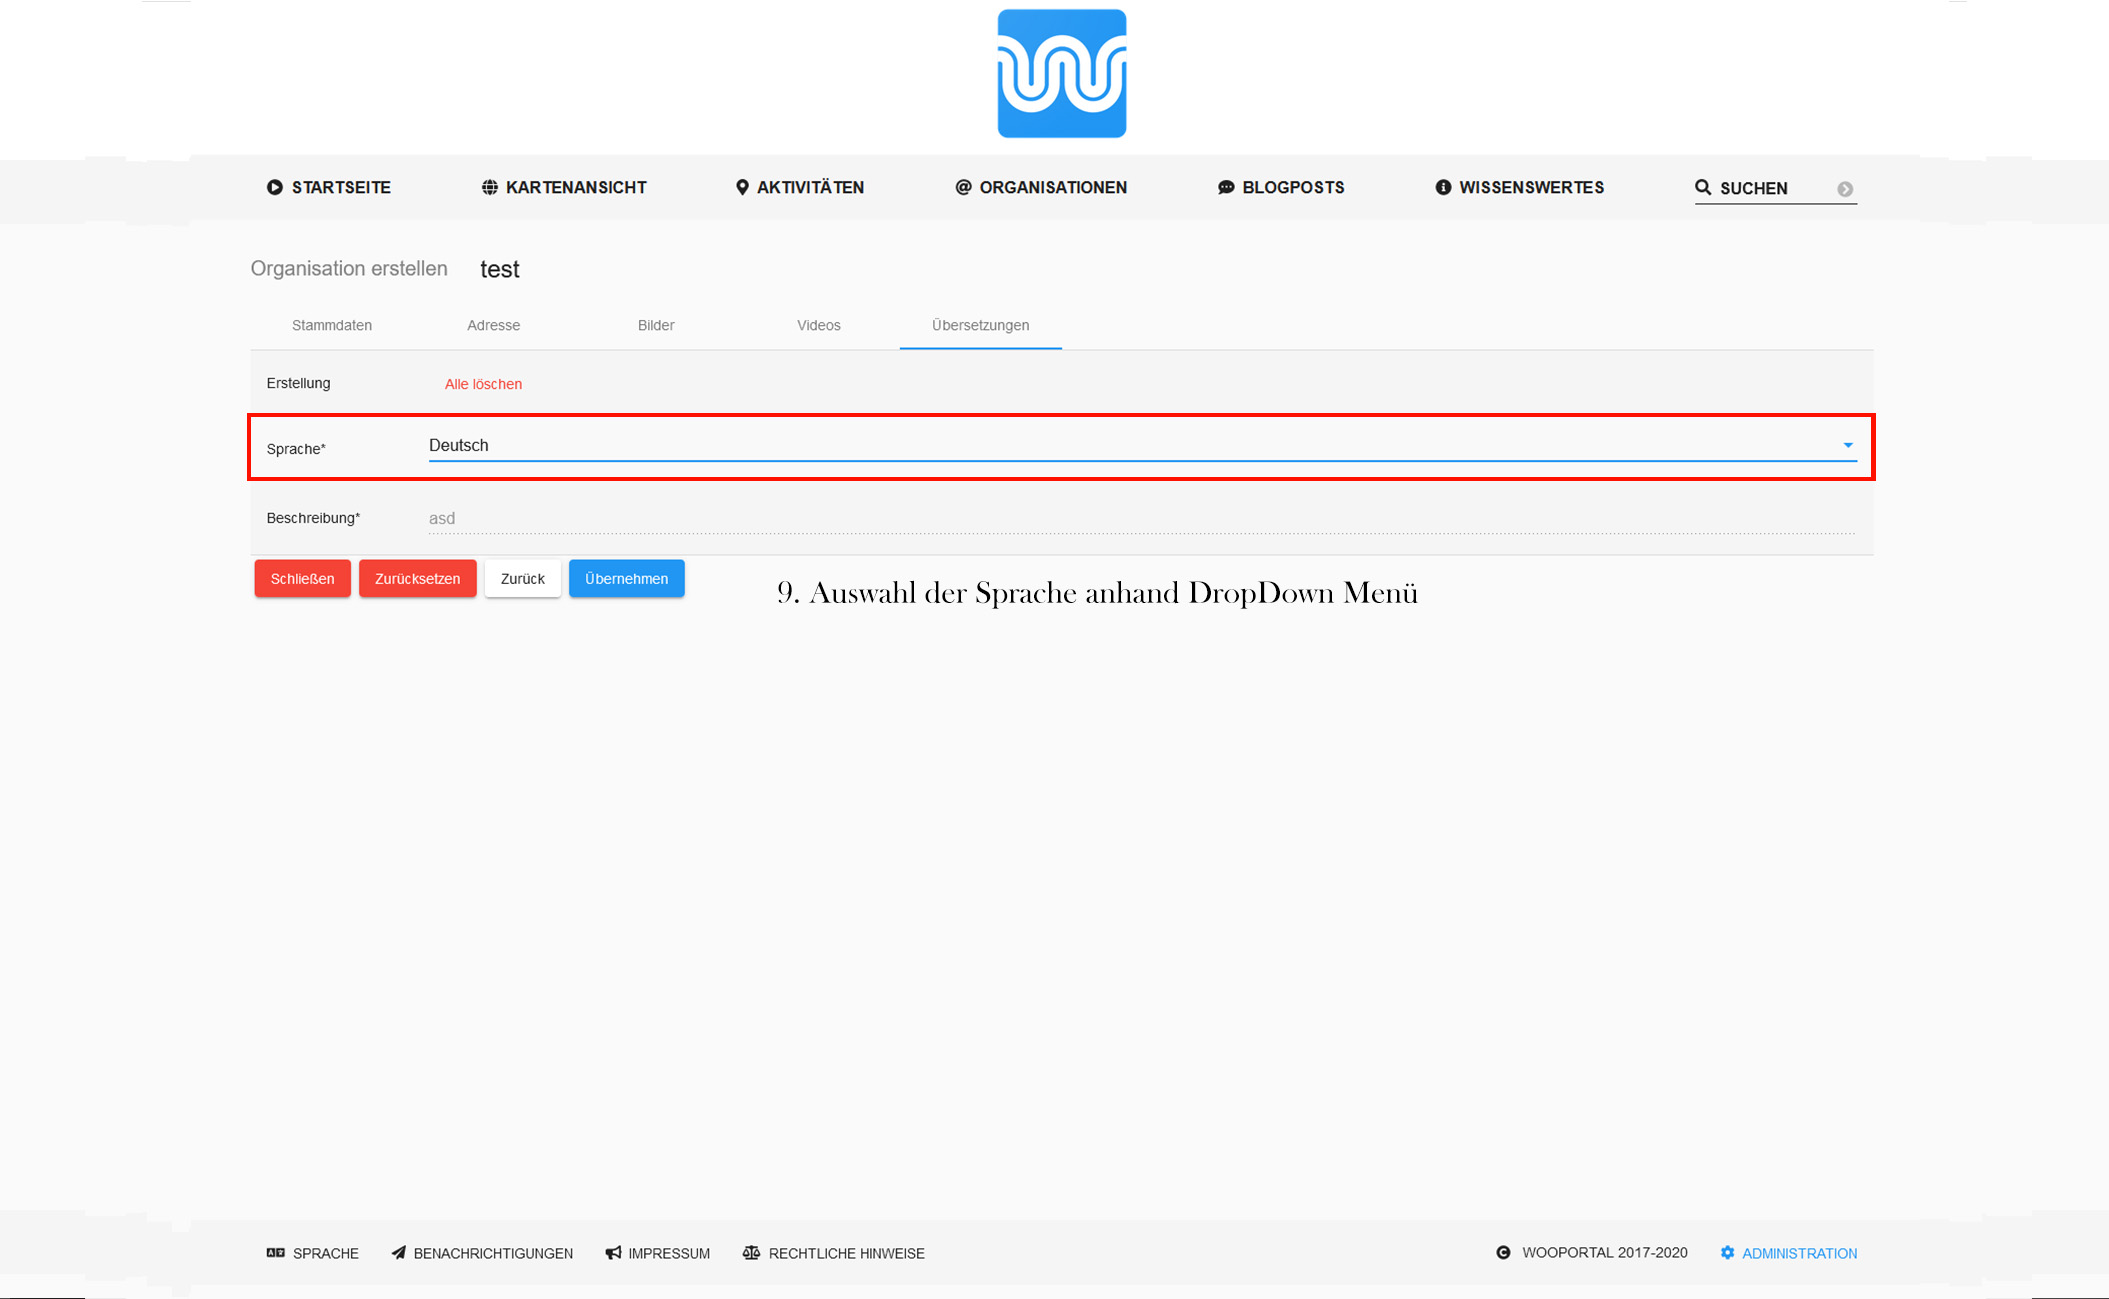 STARTSEITE KARTENANSICHT AKTIVITÄTEN ORGANISATIONEN BLOGPOSTS WISSENSWERTES SUCHEN
Organisation erstellen test
Stammdaten Adresse Bilder Videos Übersetzungen
Erstellung Alle löschen
Sprache* Deutsch
Beschreibung* asd
Schließen Zurücksetzen Zurück Übernehmen
9. Auswahl der Sprache anhand DropDown Menü
SPRACHE BENACHRICHTIGUNGEN IMPRESSUM RECHTLICHE HINWEISE WOOPORTAL 2017-2020 ADMINISTRATION